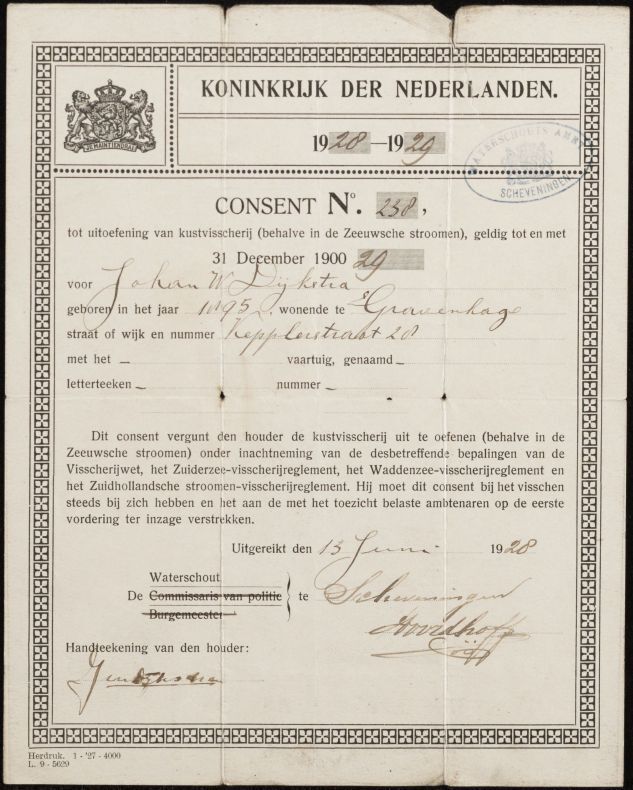 KONINKRIJK DER NEDERLANDEN.
JE MAINTIENDRAI
1928-1929
WATERSCHOUTS AMBT
SCHEVENINGEN
CONSENT No. 238,
tot uitoefening van kustvisscherij (behalve in de Zeeuwsche stroomen), geldig tot en met
31 December 1900 29
voor Johan W Dijkstra
geboren in het jaar 1895, wonende te s Gravenhage
straat of wijk en nummer Kepplerstraat 28
met het – vaartuig, genaamd –
letterteeken – nummer –
Dit consent vergunt den houder de kustvisscherij uit te oefenen (behalve in de
Zeeuwsche stroomen) onder inachtneming van de desbetreffende bepalingen van de
Visscherijwet, het Zuiderzee-visscherijreglement, het Waddenzee-visscherijreglement en
het Zuidhollandsche stroomen-visscherijreglement. Hij moet dit consent bij het visschen
steeds bij zich hebben en het aan de met het toezicht belaste ambtenaren op de eerste
vordering ter inzage verstrekken.
Uitgereikt den 13 Juni 1928
Waterschout
De Commissaris van politie te Scheveningen
Burgemeester
Noordhoff
Handteekening van den houder:
Herdruk. 1 - '27 - 4000
L. 9 - 5629